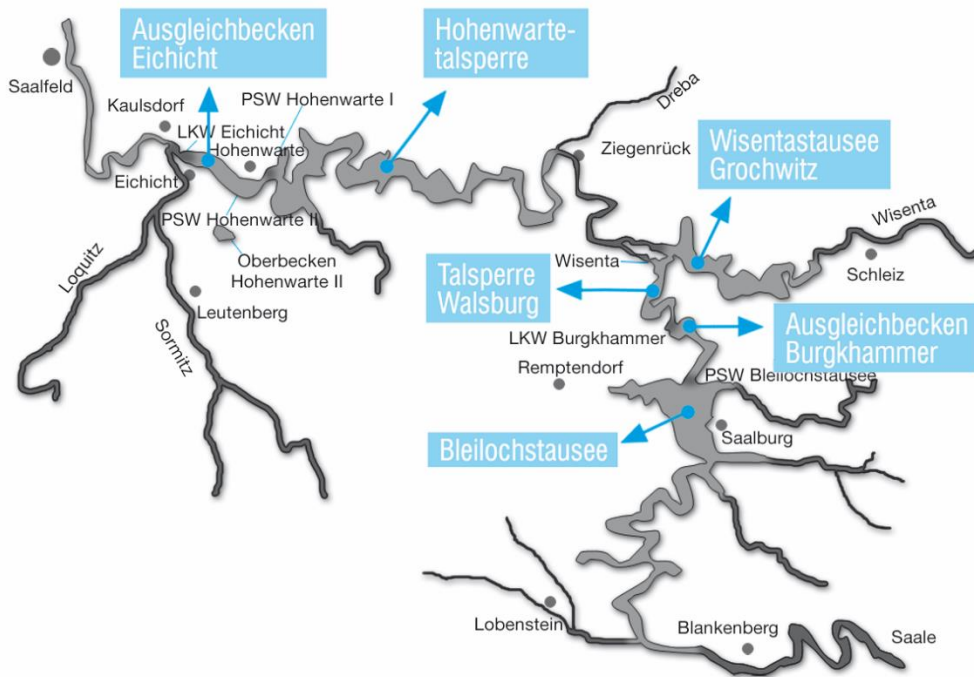 Ausgleichbecken
Eichicht
Hohenwarte-
talsperre
Saalfeld
Kaulsdorf
PSW Hohenwarte I
LKW Eichicht
Hohenwarte
Eichicht
PSW Hohenwarte II
Oberbecken
Hohenwarte II
Loquitz
Sormitz
Leutenberg
Dreba
Ziegenrück
Wisentastausee
Grochwitz
Wisenta
Schleiz
Wisenta
Talsperre
Walsburg
LKW Burgkhammer
Ausgleichbecken
Burgkhammer
Remptendorf
PSW Bleilochstausee
Bleilochstausee
Saalburg
Lobenstein
Blankenberg
Saale